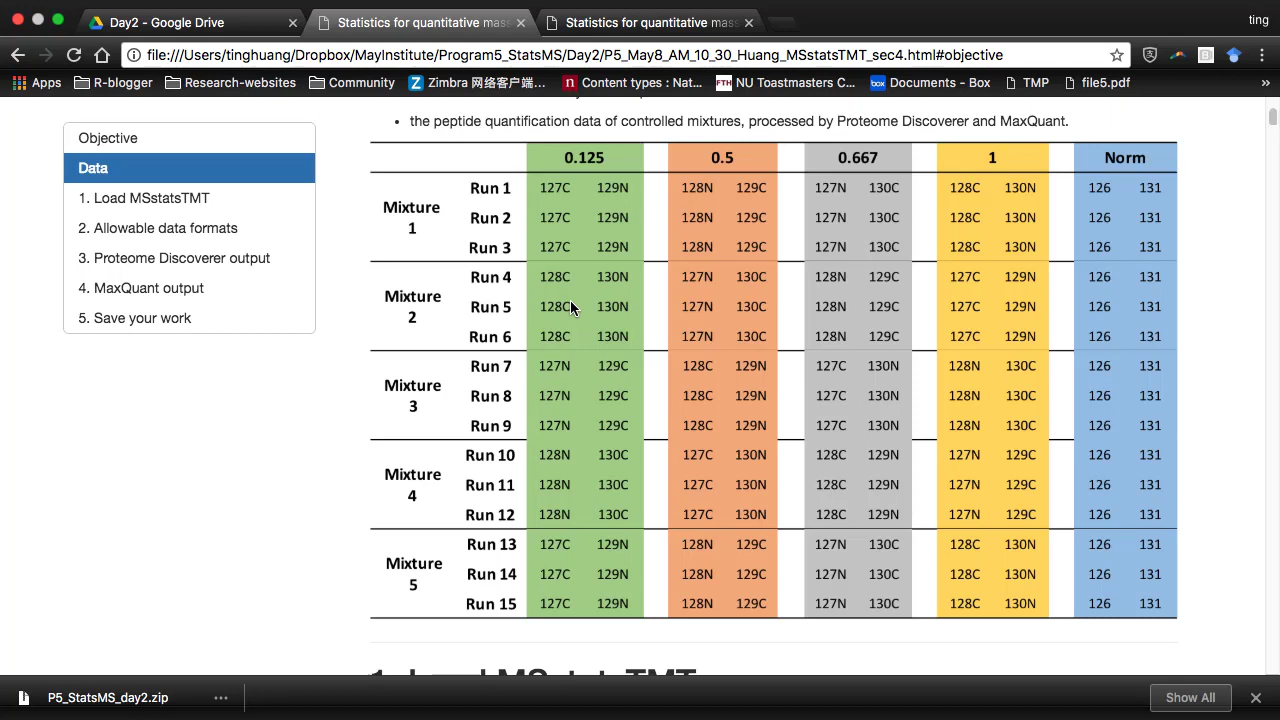 Day2 - Google Drive
Statistics for quantitative mass
Statistics for quantitative mass
ting
file:///Users/tinghuang/Dropbox/MayInstitute/Program5_StatsMS/Day2/P5_May8_AM_10_30_Huang_MSstatsTMT_sec4.html#objective
Apps R-blogger Research-websites Community Zimbra 网络客户端... Content types : Nat... NU Toastmasters C... Documents - Box TMP file5.pdf »
Objective
Data
1. Load MSstatsTMT
2. Allowable data formats
3. Proteome Discoverer output
4. MaxQuant output
5. Save your work
• the peptide quantification data of controlled mixtures, processed by Proteome Discoverer and MaxQuant.
0.125 0.5 0.667 1 Norm
Mixture 1
Run 1 127C 129N 128N 129C 127N 130C 128C 130N 126 131
Run 2 127C 129N 128N 129C 127N 130C 128C 130N 126 131
Run 3 127C 129N 128N 129C 127N 130C 128C 130N 126 131
Mixture 2
Run 4 128C 130N 127N 130C 128N 129C 127C 129N 126 131
Run 5 128C 130N 127N 130C 128N 129C 127C 129N 126 131
Run 6 128C 130N 127N 130C 128N 129C 127C 129N 126 131
Mixture 3
Run 7 127N 129C 128C 129N 127C 130N 128N 130C 126 131
Run 8 127N 129C 128C 129N 127C 130N 128N 130C 126 131
Run 9 127N 129C 128C 129N 127C 130N 128N 130C 126 131
Mixture 4
Run 10 128N 130C 127C 130N 128C 129N 127N 129C 126 131
Run 11 128N 130C 127C 130N 128C 129N 127N 129C 126 131
Run 12 128N 130C 127C 130N 128C 129N 127N 129C 126 131
Mixture 5
Run 13 127C 129N 128N 129C 127N 130C 128C 130N 126 131
Run 14 127C 129N 128N 129C 127N 130C 128C 130N 126 131
Run 15 127C 129N 128N 129C 127N 130C 128C 130N 126 131
1. Load MSstatsTMT
P5_StatsMS_day2.zip
Show All